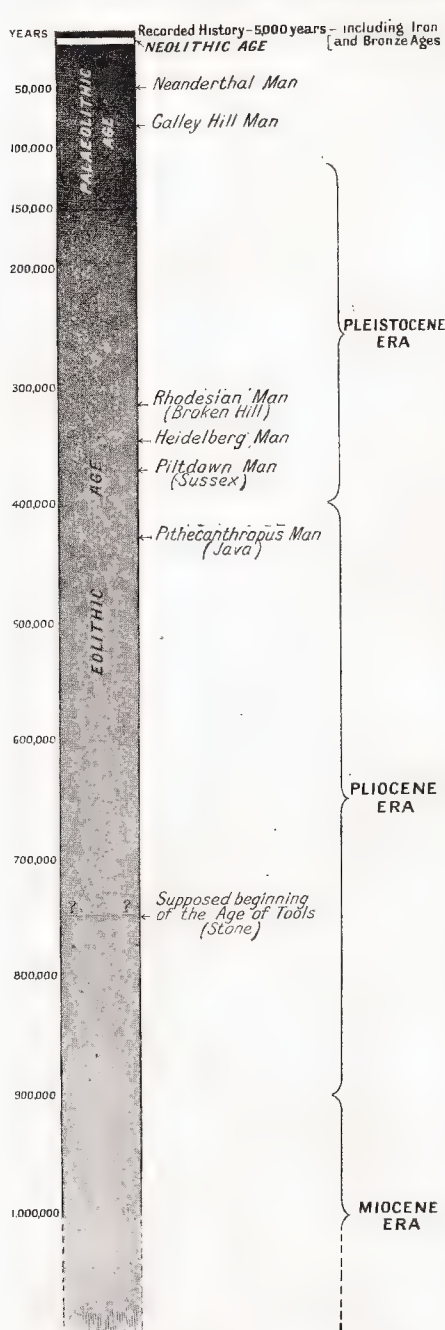 YEARS
Recorded History - 5,000 years - including Iron
and Bronze Ages
NEOLITHIC AGE
50,000
Neanderthal Man
PALAEOLITHIC
AGE
Galley Hill Man
100,000
150,000
200,000
PLEISTOCENE
ERA
300,000
Rhodesian Man
(Broken Hill)
Heidelberg Man
Piltdown Man
(Sussex)
400,000
Pithecanthropus Man
(Java)
EOLITHIC AGE
500,000
600,000
PLIOCENE
ERA
700,000
? ?
Supposed beginning
of the Age of Tools
(Stone)
800,000
900,000
MIOCENE
ERA
1,000,000